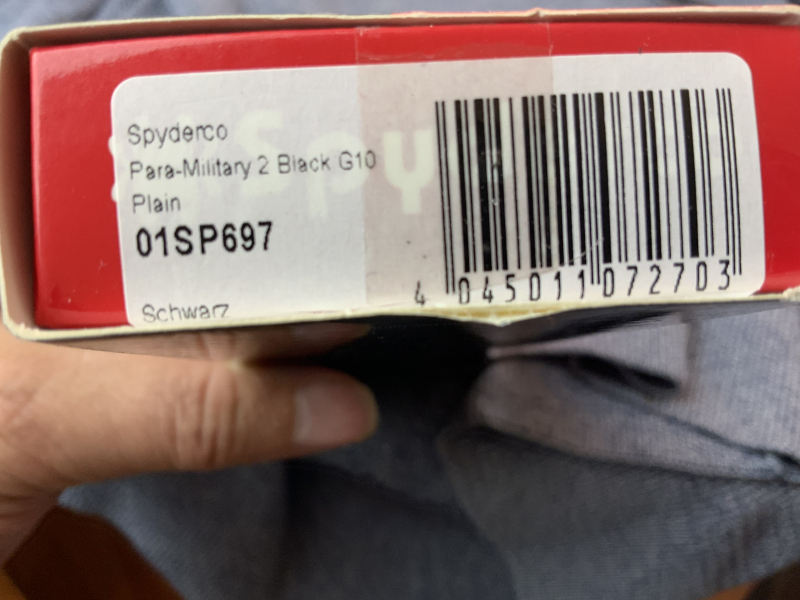 Spyderco
Para-Military 2 Black G10
Plain
01SP697
Schwarz
4 045011 072703